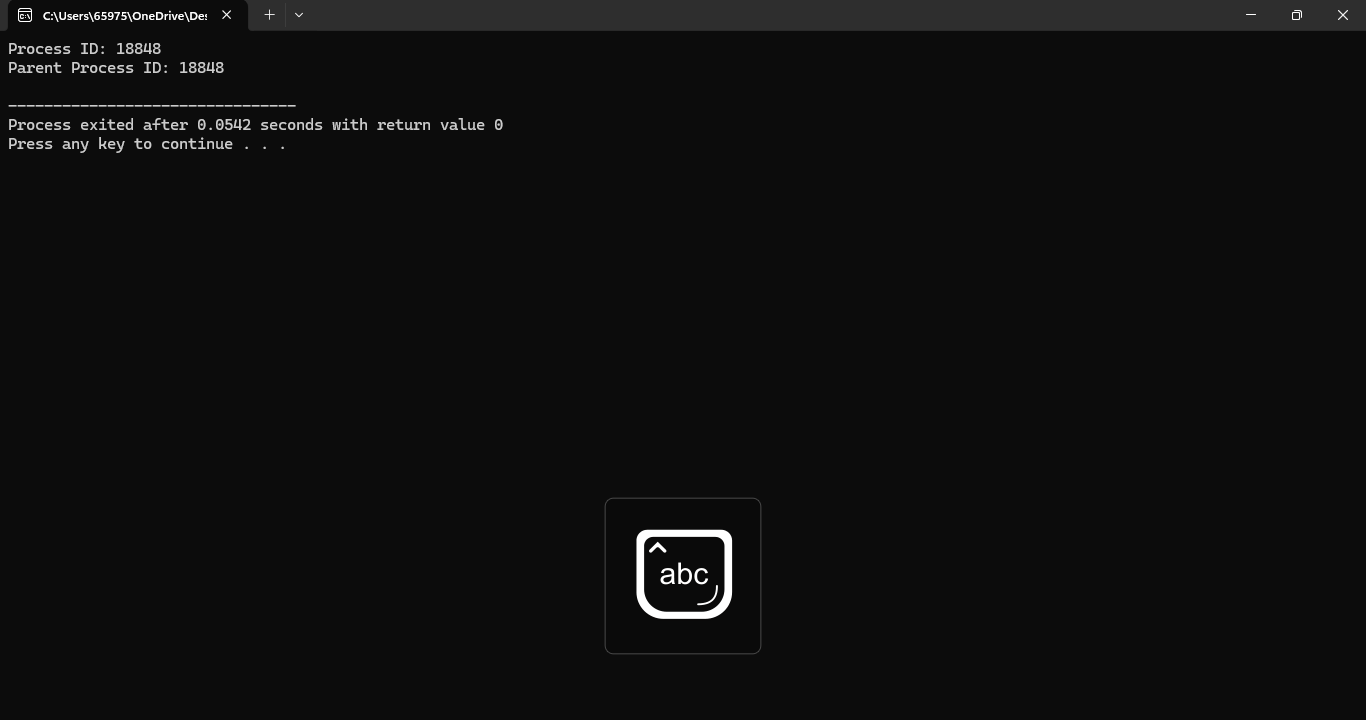 C:\Users\65975\OneDrive\Des
Process ID: 18848
Parent Process ID: 18848
--------------------------------
Process exited after 0.0542 seconds with return value 0
Press any key to continue . . .
abc